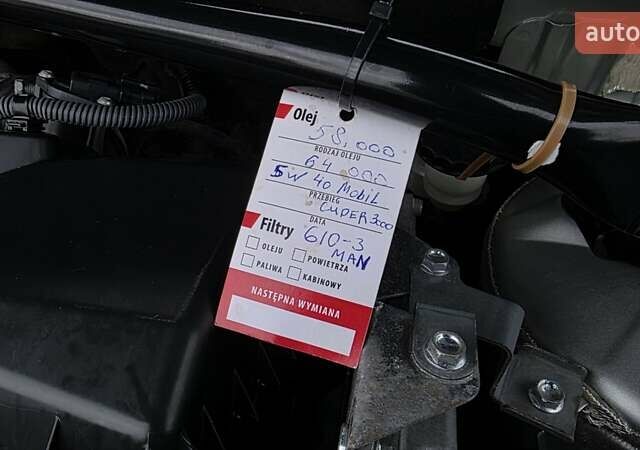 auto
Olej
58,000
RODZAJ OLEJU
64 000
5W 40 MobiL
PRZEBIEG
CUPER 3000
DATA
Filtry 610-3
MAN
OLEJU POWIETRZA
PALIWA KABINOWY
NASTĘPNA WYMIANA